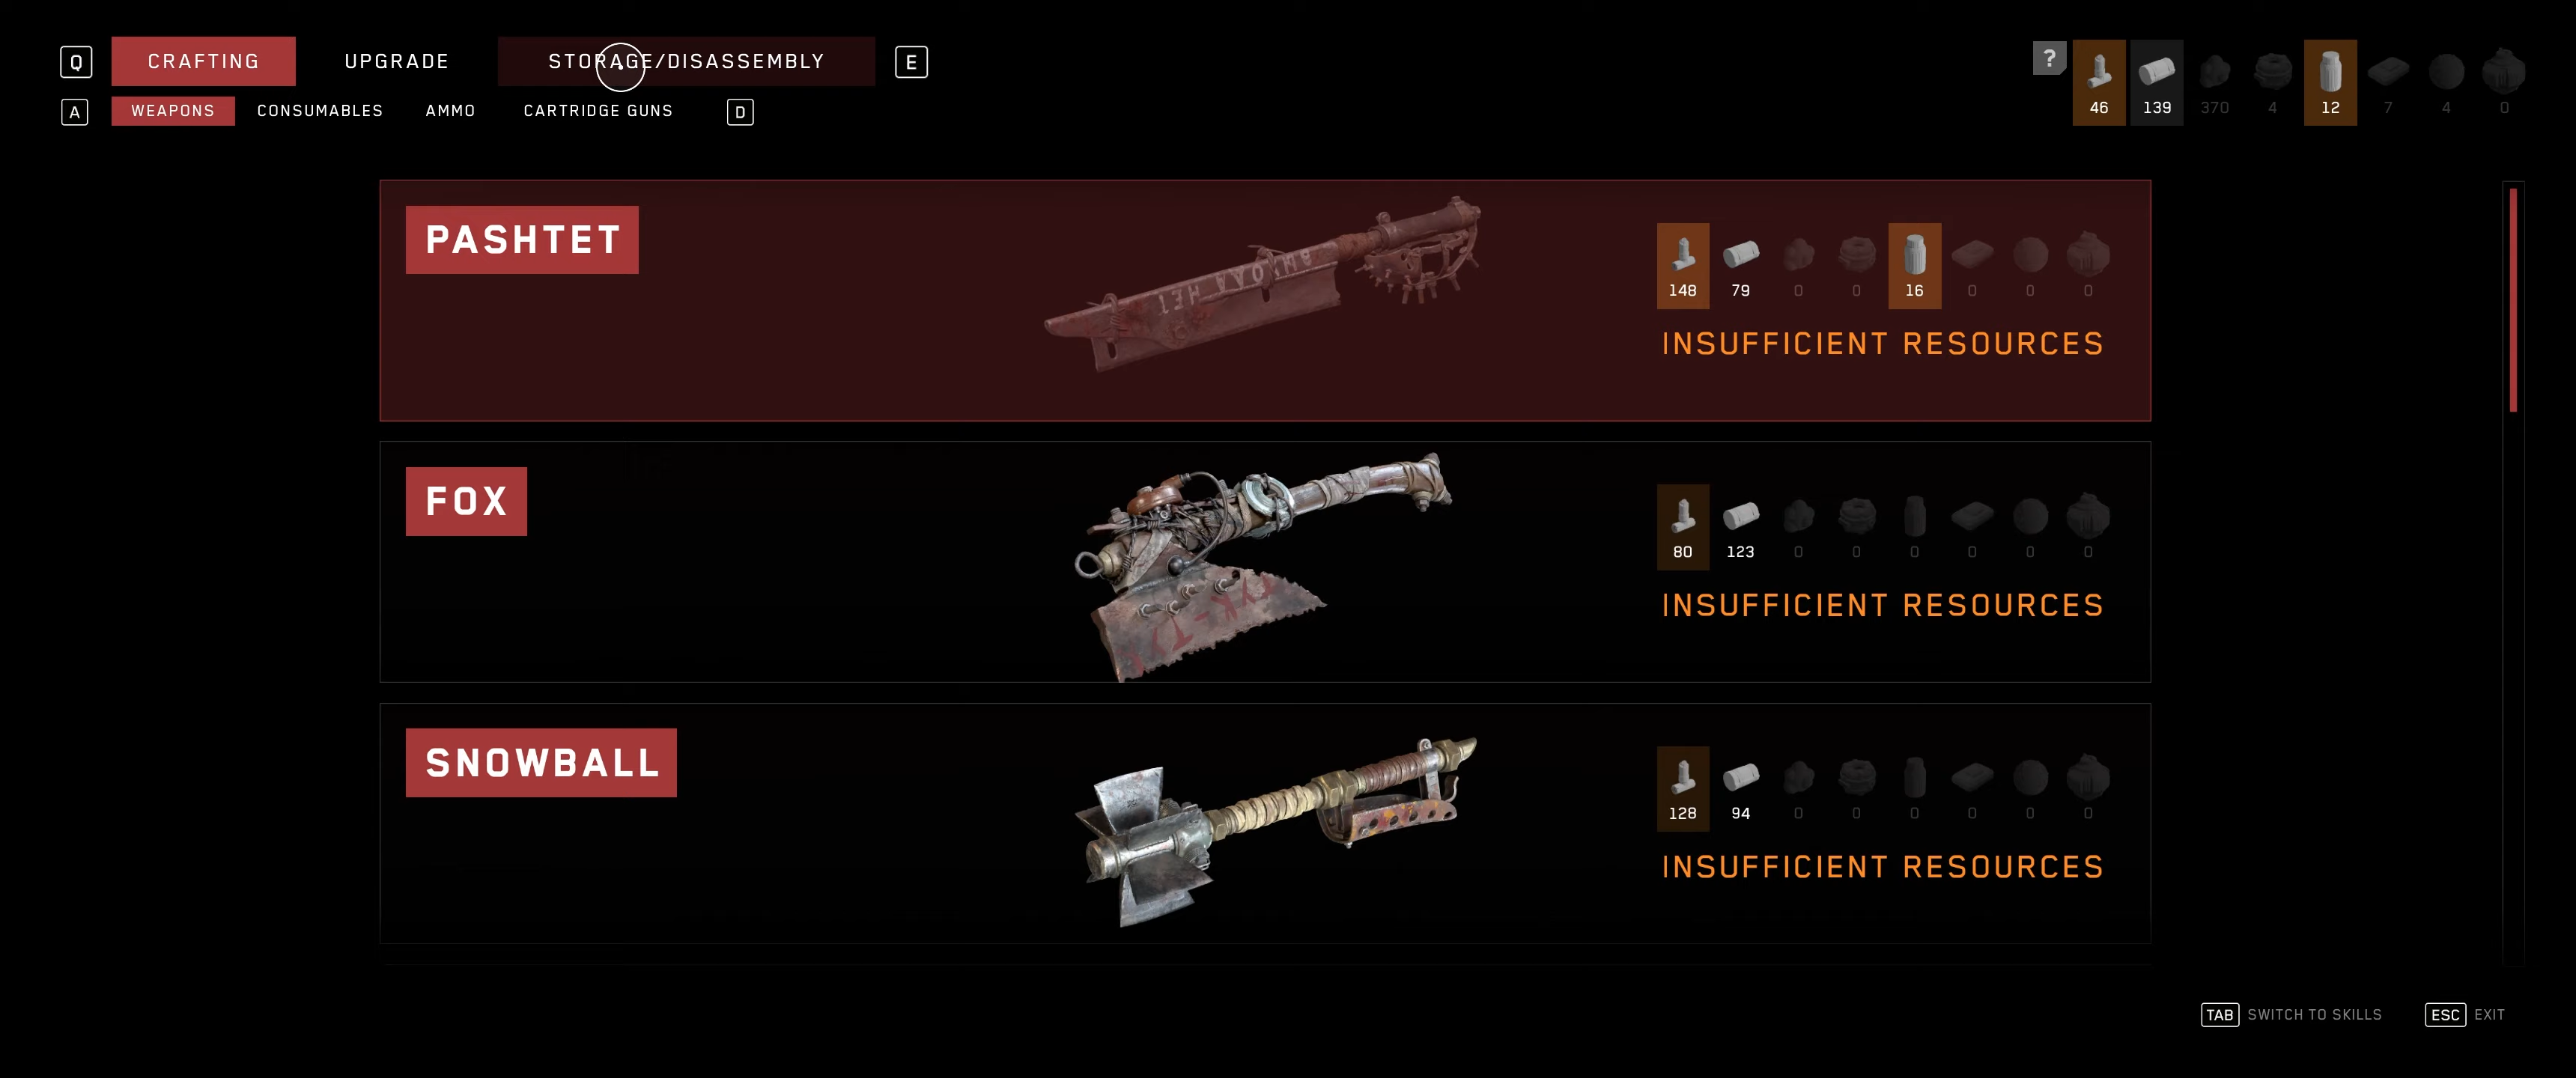 Q CRAFTING UPGRADE STORAGE/DISASSEMBLY E
A WEAPONS CONSUMABLES AMMO CARTRIDGE GUNS D
?
46 139 370 4 12 7 4 0
PASHTET
148 79 0 0 16 0 0 0
INSUFFICIENT RESOURCES
FOX
80 123 0 0 0 0 0 0
INSUFFICIENT RESOURCES
SNOWBALL
128 94 0 0 0 0 0 0
INSUFFICIENT RESOURCES
TAB SWITCH TO SKILLS ESC EXIT